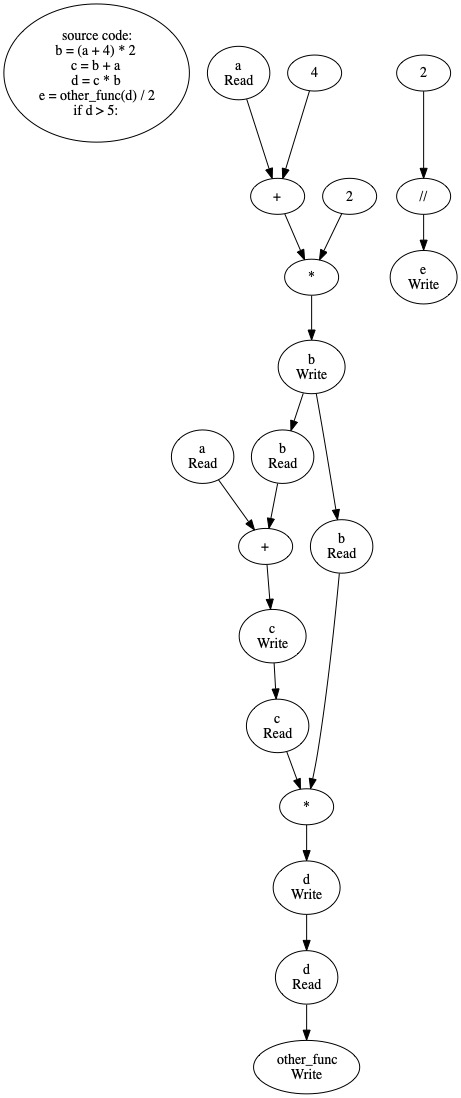 source code:
b = (a + 4) * 2
c = b + a
d = c * b
e = other_func(d) / 2
if d > 5:
a
Read
4
2
+
2
//
*
e
Write
b
Write
a
Read
b
Read
+
b
Read
c
Write
c
Read
*
d
Write
d
Read
other_func
Write